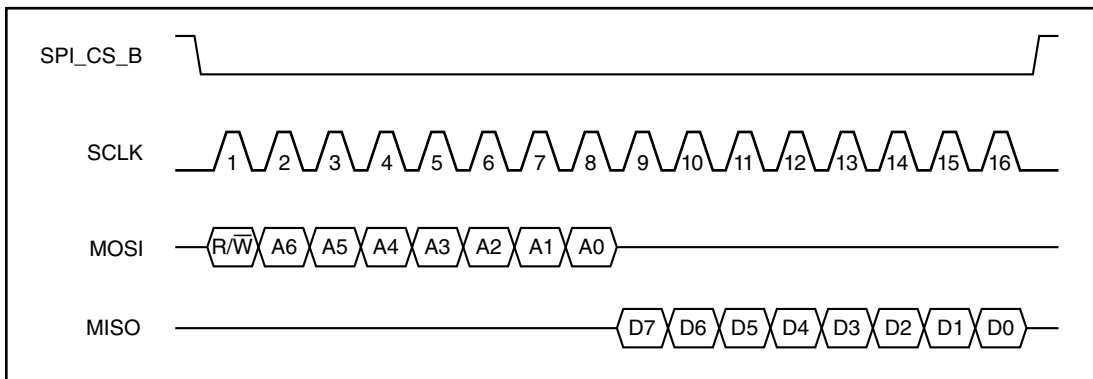 SPI_CS_B
SCLK 1 2 3 4 5 6 7 8 9 10 11 12 13 14 15 16
MOSI R/W̅ A6 A5 A4 A3 A2 A1 A0
MISO D7 D6 D5 D4 D3 D2 D1 D0